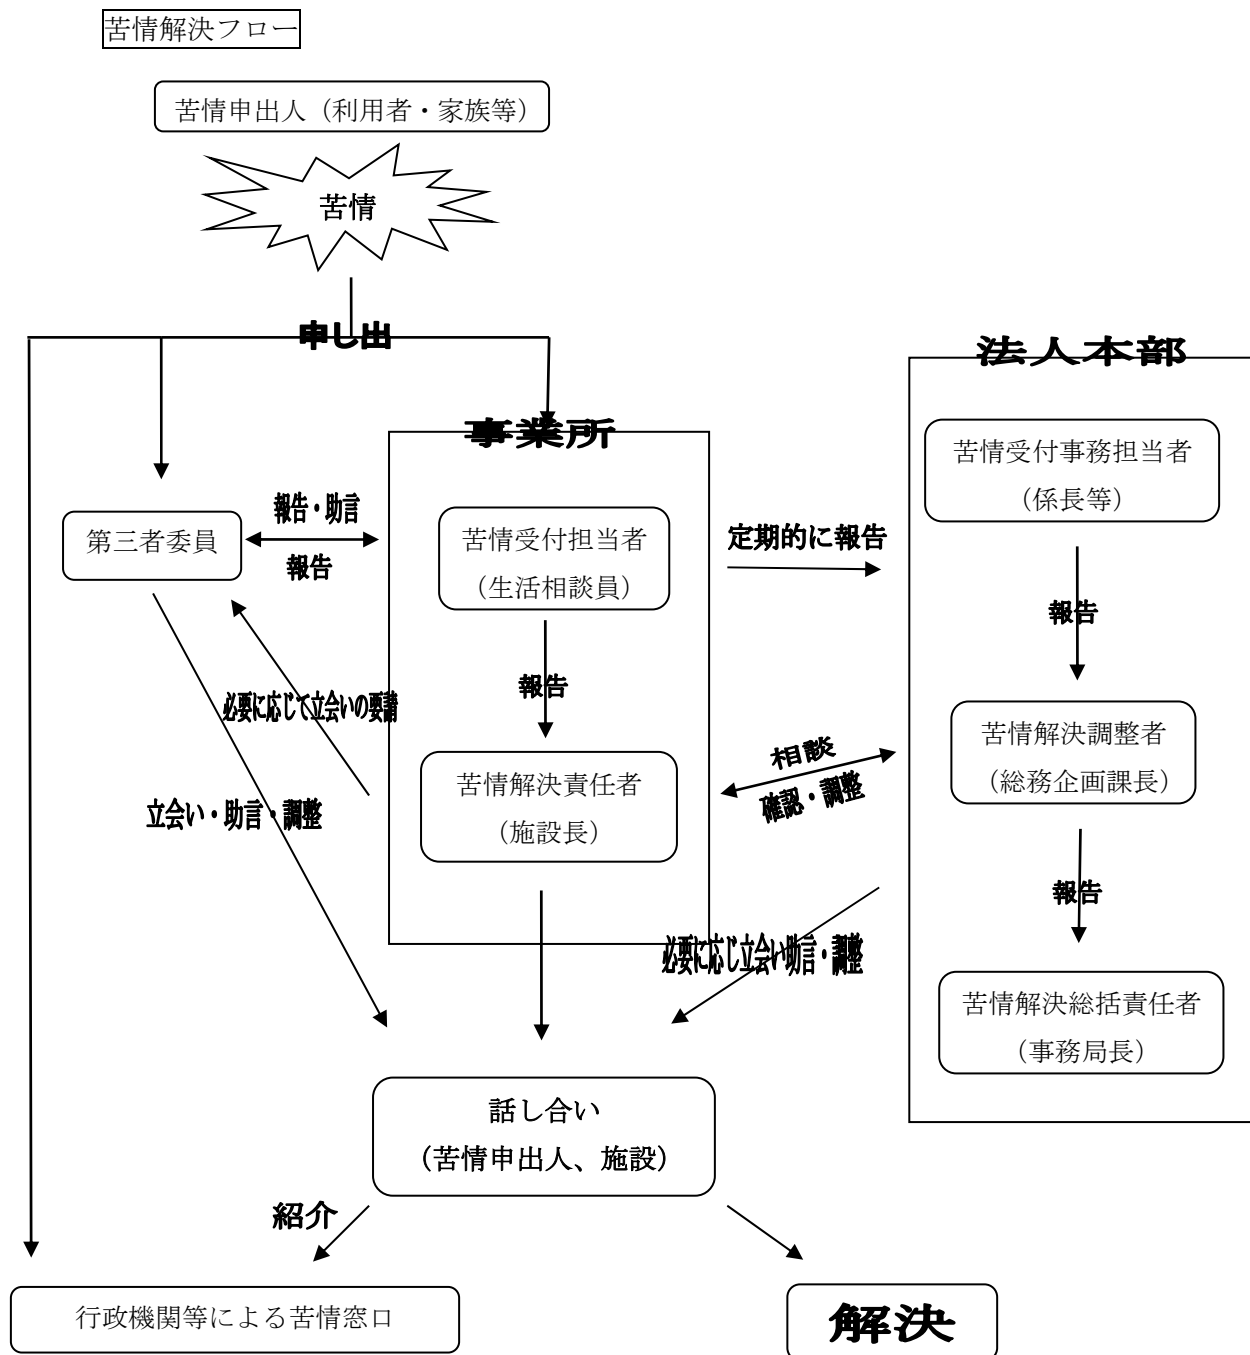 苦情解決フロー
苦情申出人（利用者・家族等）
苦情
申し出
法人本部
事業所
苦情受付事務担当者
（係長等）
報告・助言
第三者委員
報告
苦情受付担当者
（生活相談員）
定期的に報告
報告
報告
必要に応じて立会いの要請
苦情解決調整者
（総務企画課長）
相談
確認・調整
苦情解決責任者
（施設長）
立会い・助言・調整
報告
必要に応じ立会い助言・調整
苦情解決総括責任者
（事務局長）
話し合い
（苦情申出人、施設）
紹介
行政機関等による苦情窓口
解決